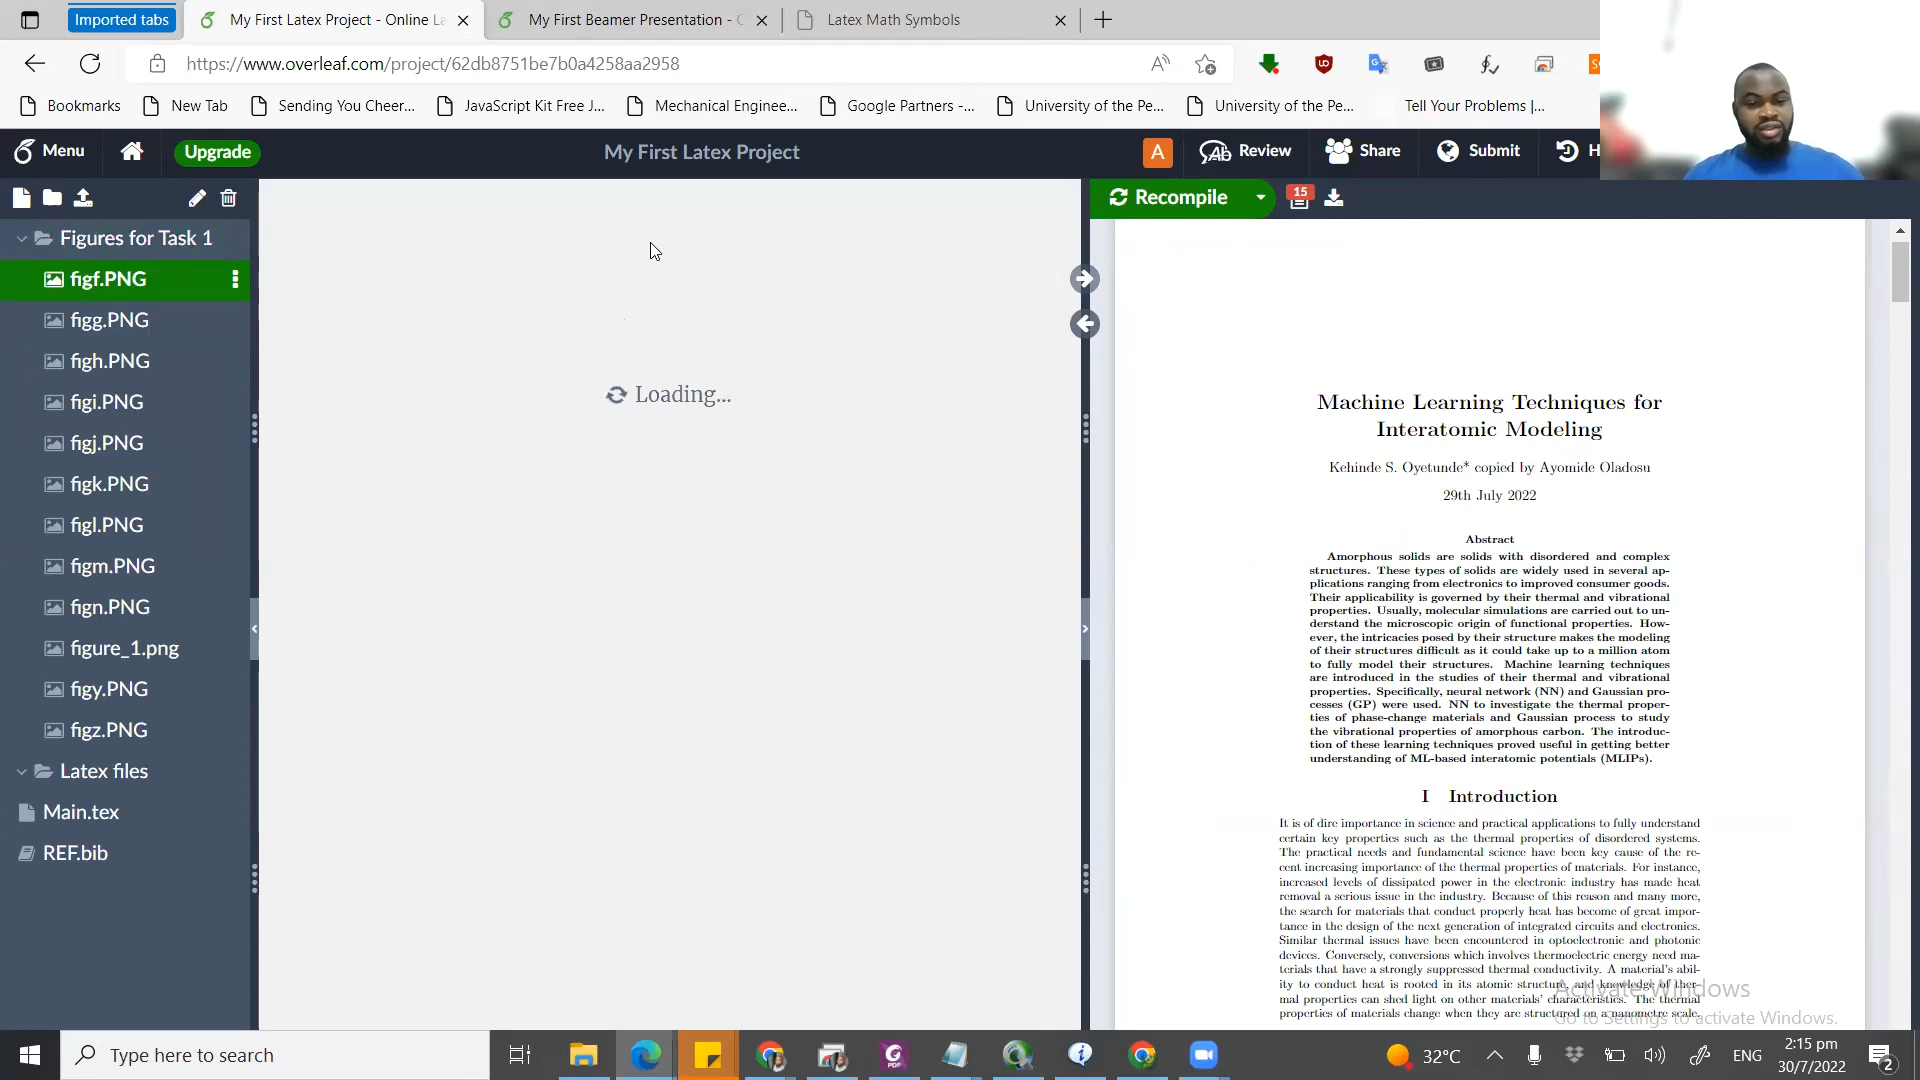 Imported tabs
My First Latex Project - Online La
My First Beamer Presentation - O
Latex Math Symbols
https://www.overleaf.com/project/62db8751be7b0a4258aa2958
Bookmarks
New Tab
Sending You Cheer...
JavaScript Kit Free J...
Mechanical Enginee...
Google Partners -...
University of the Pe...
University of the Pe...
Tell Your Problems |...
Menu
Upgrade
My First Latex Project
A
Review
Share
Submit
H
Recompile
15
Figures for Task 1
figf.PNG
figg.PNG
figh.PNG
figi.PNG
figj.PNG
figk.PNG
figl.PNG
figm.PNG
fign.PNG
figure_1.png
figy.PNG
figz.PNG
Latex files
Main.tex
REF.bib
Loading...
Machine Learning Techniques for
Interatomic Modeling
Kehinde S. Oyetunde* copied by Ayomide Oladosu
29th July 2022
Abstract
Amorphous solids are solids with disordered and complex
structures. These types of solids are widely used in several ap-
plications ranging from electronics to improved consumer goods.
Their applicability is governed by their thermal and vibrational
properties. Usually, molecular simulations are carried out to un-
derstand the microscopic origin of functional properties. How-
ever, the intricacies posed by their structure makes the modeling
of their structures difficult as it could take up to a million atom
to fully model their structures. Machine learning techniques
are introduced in the studies of their thermal and vibrational
properties. Specifically, neural network (NN) and Gaussian pro-
cesses (GP) were used. NN to investigate the thermal proper-
ties of phase-change materials and Gaussian process to study
the vibrational properties of amorphous carbon. The introduc-
tion of these learning techniques proved useful in getting better
understanding of ML-based interatomic potentials (MLIPs).
I Introduction
It is of dire importance in science and practical applications to fully understand
certain key properties such as the thermal properties of disordered systems.
The practical needs and fundamental science have been key cause of the re-
cent increasing importance of the thermal properties of materials. For instance,
increased levels of dissipated power in the electronic industry has made heat
removal a serious issue in the industry. Because of this reason and many more,
the search for materials that conduct properly heat has become of great impor-
tance in the design of the next generation of integrated circuits and electronics.
Similar thermal issues have been encountered in optoelectronic and photonic
devices. Conversely, conversions which involves thermoelectric energy need ma-
terials that have a strongly suppressed thermal conductivity. A material's abil-
ity to conduct heat is rooted in its atomic structure, and knowledge of ther-
mal properties can shed light on other materials' characteristics. The thermal
properties of materials change when they are structured on a nanometre scale.
Activate Windows
Go to Settings to activate Windows.
Type here to search
32°C
ENG
2:15 pm
30/7/2022
2